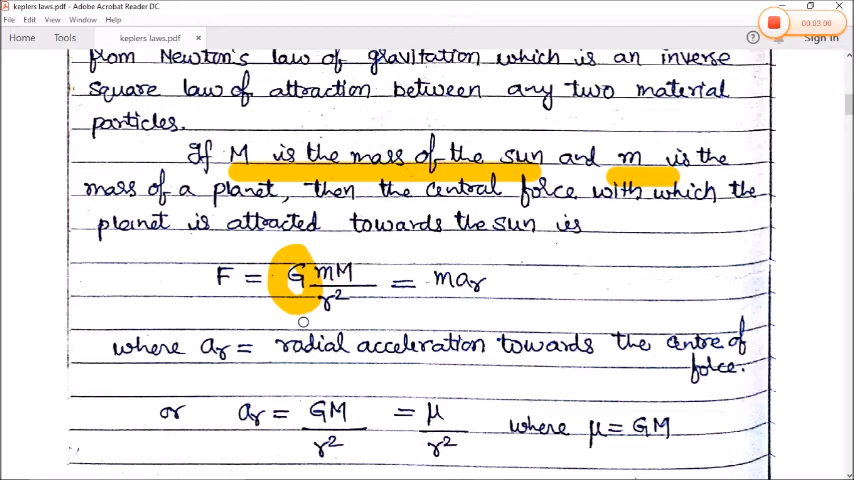 keplers laws.pdf - Adobe Acrobat Reader DC
File Edit View Window Help
00:03:00
Home Tools keplers laws.pdf × Sign In
from Newton's law of gravitation which is an inverse
square law of attraction between any two material
particles.
If M is the mass of the sun and m is the
mass of a planet, then the central force with which the
planet is attracted towards the sun is
F = G mM / r² = mar
where ar = radial acceleration towards the centre of
force.
or ar = GM / r² = μ / r² where μ = GM